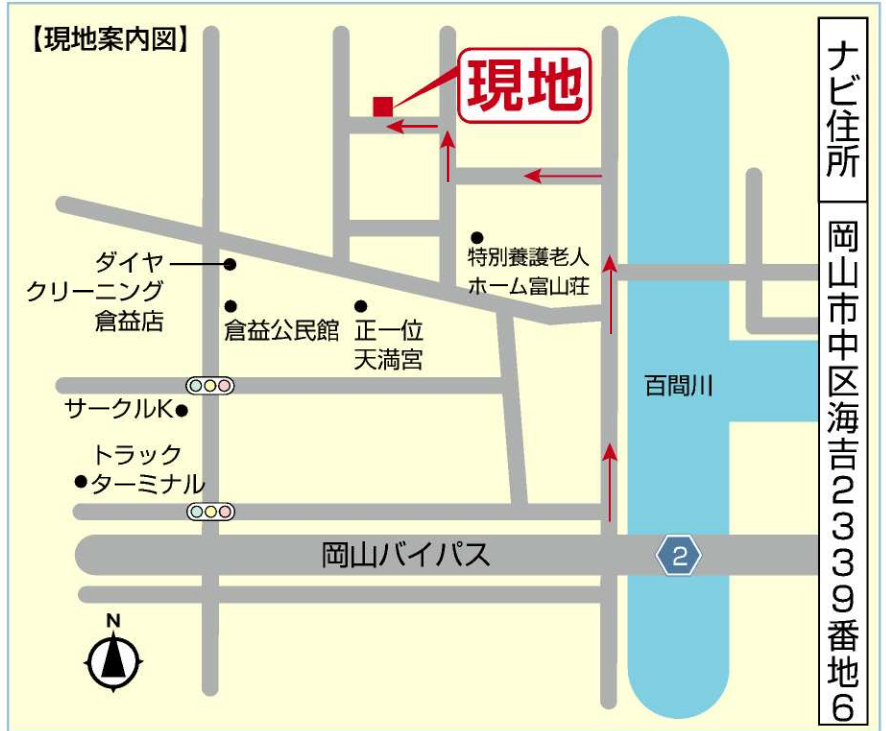 【現地案内図】
現地
ナビ住所
岡山市中区海吉2339番地6
ダイヤ
クリーニング
倉益店
倉益公民館
正一位
天満宮
特別養護老人
ホーム富山荘
百間川
サークルK
トラック
ターミナル
岡山バイパス
2
N